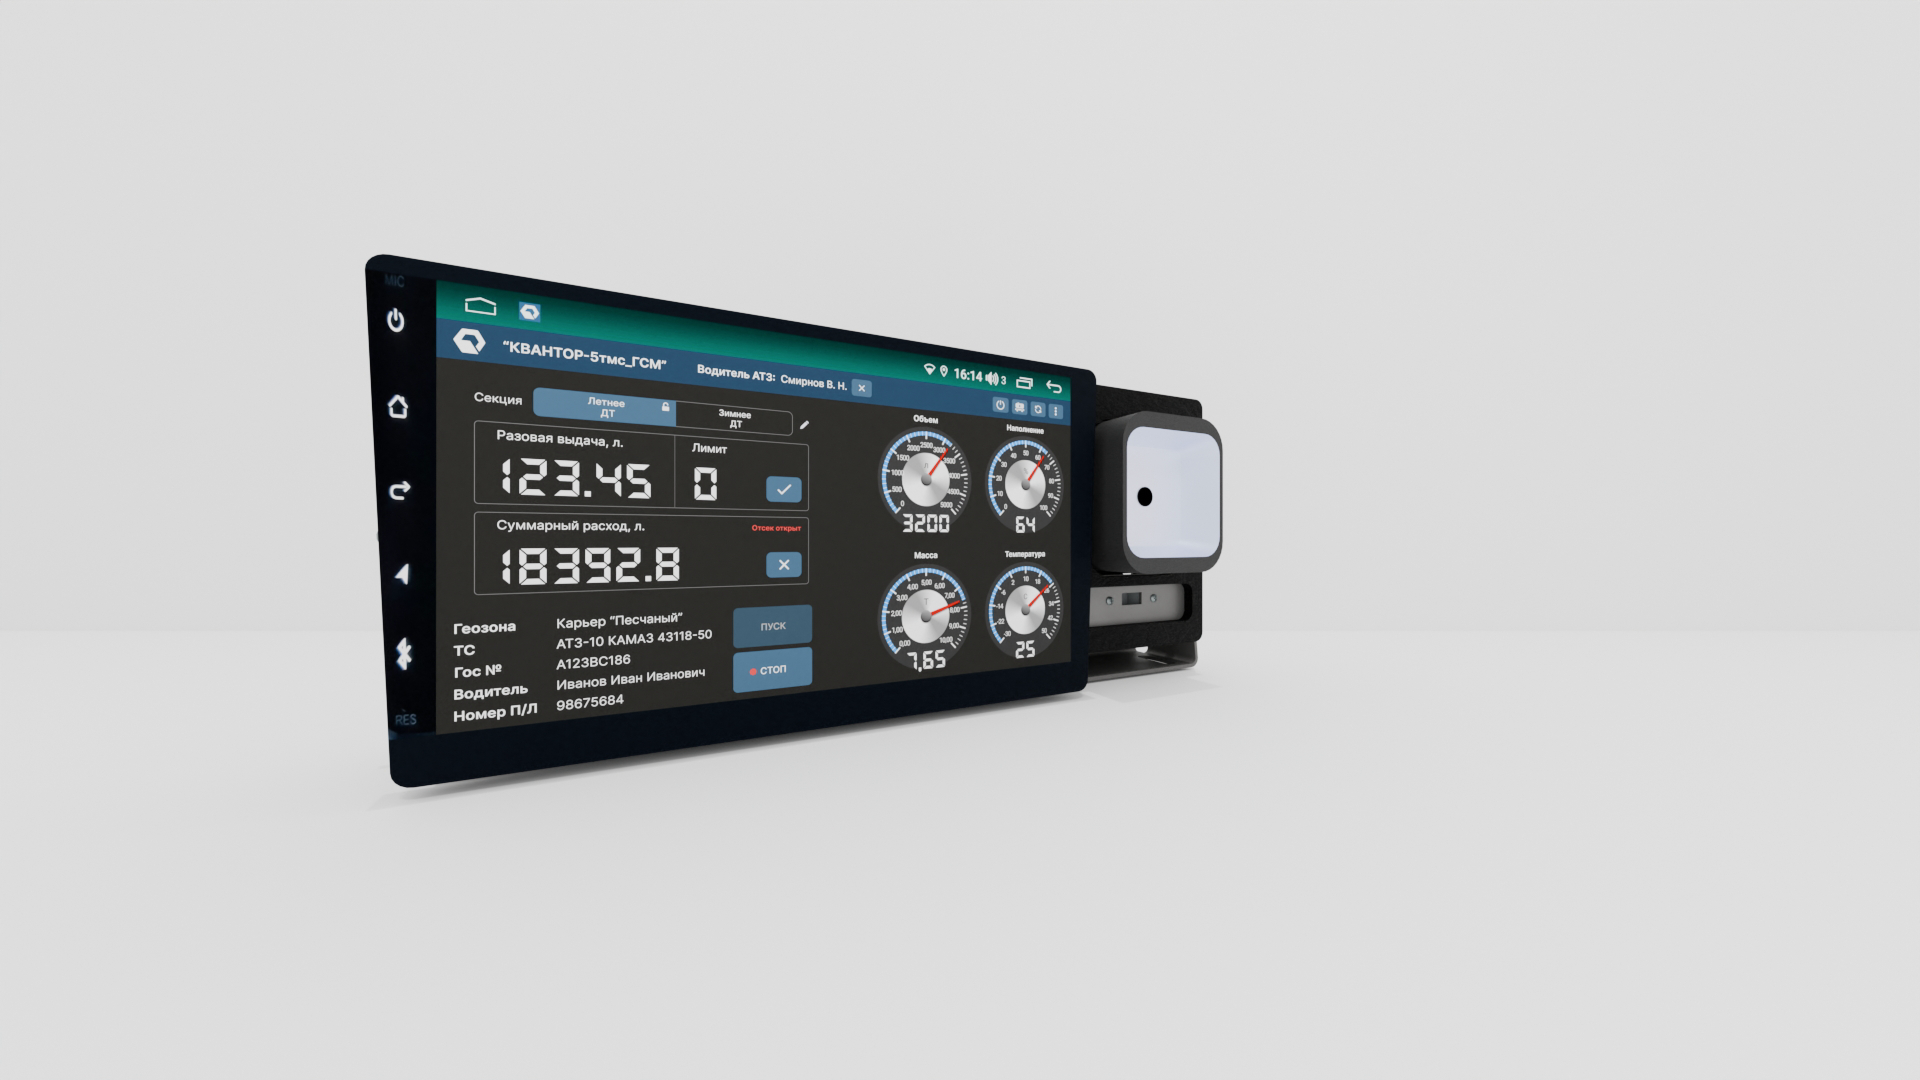 MIC
16:14 3
"КВАНТОР-5тмс_ГСМ"
Водитель АТЗ: Смирнов В. Н.
Секция
Летнее
ДТ
Зимнее
ДТ
Разовая выдача, л.
Лимит
123.45
0
Суммарный расход, л.
Отсек открыт
18392.8
Геозона Карьер "Песчаный"
ТС АТЗ-10 КАМАЗ 43118-50
Гос № А123ВС186
Водитель Иванов Иван Иванович
Номер П/Л 98675684
ПУСК
СТОП
Объем
3200
Наполнение
64
Масса
7,65
Температура
25
RES